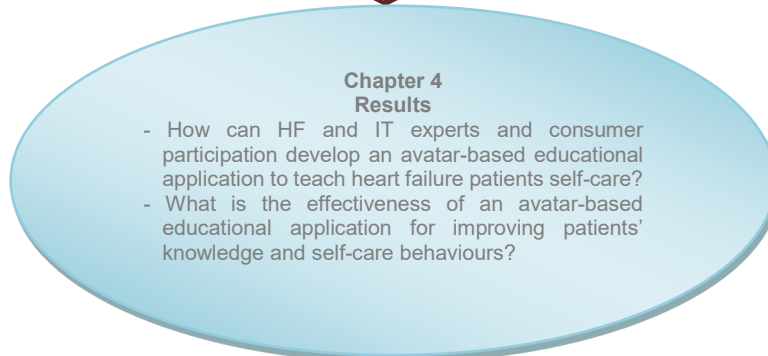 Chapter 4
Results
- How can HF and IT experts and consumer
participation develop an avatar-based educational
application to teach heart failure patients self-care?
- What is the effectiveness of an avatar-based
educational application for improving patients’
knowledge and self-care behaviours?